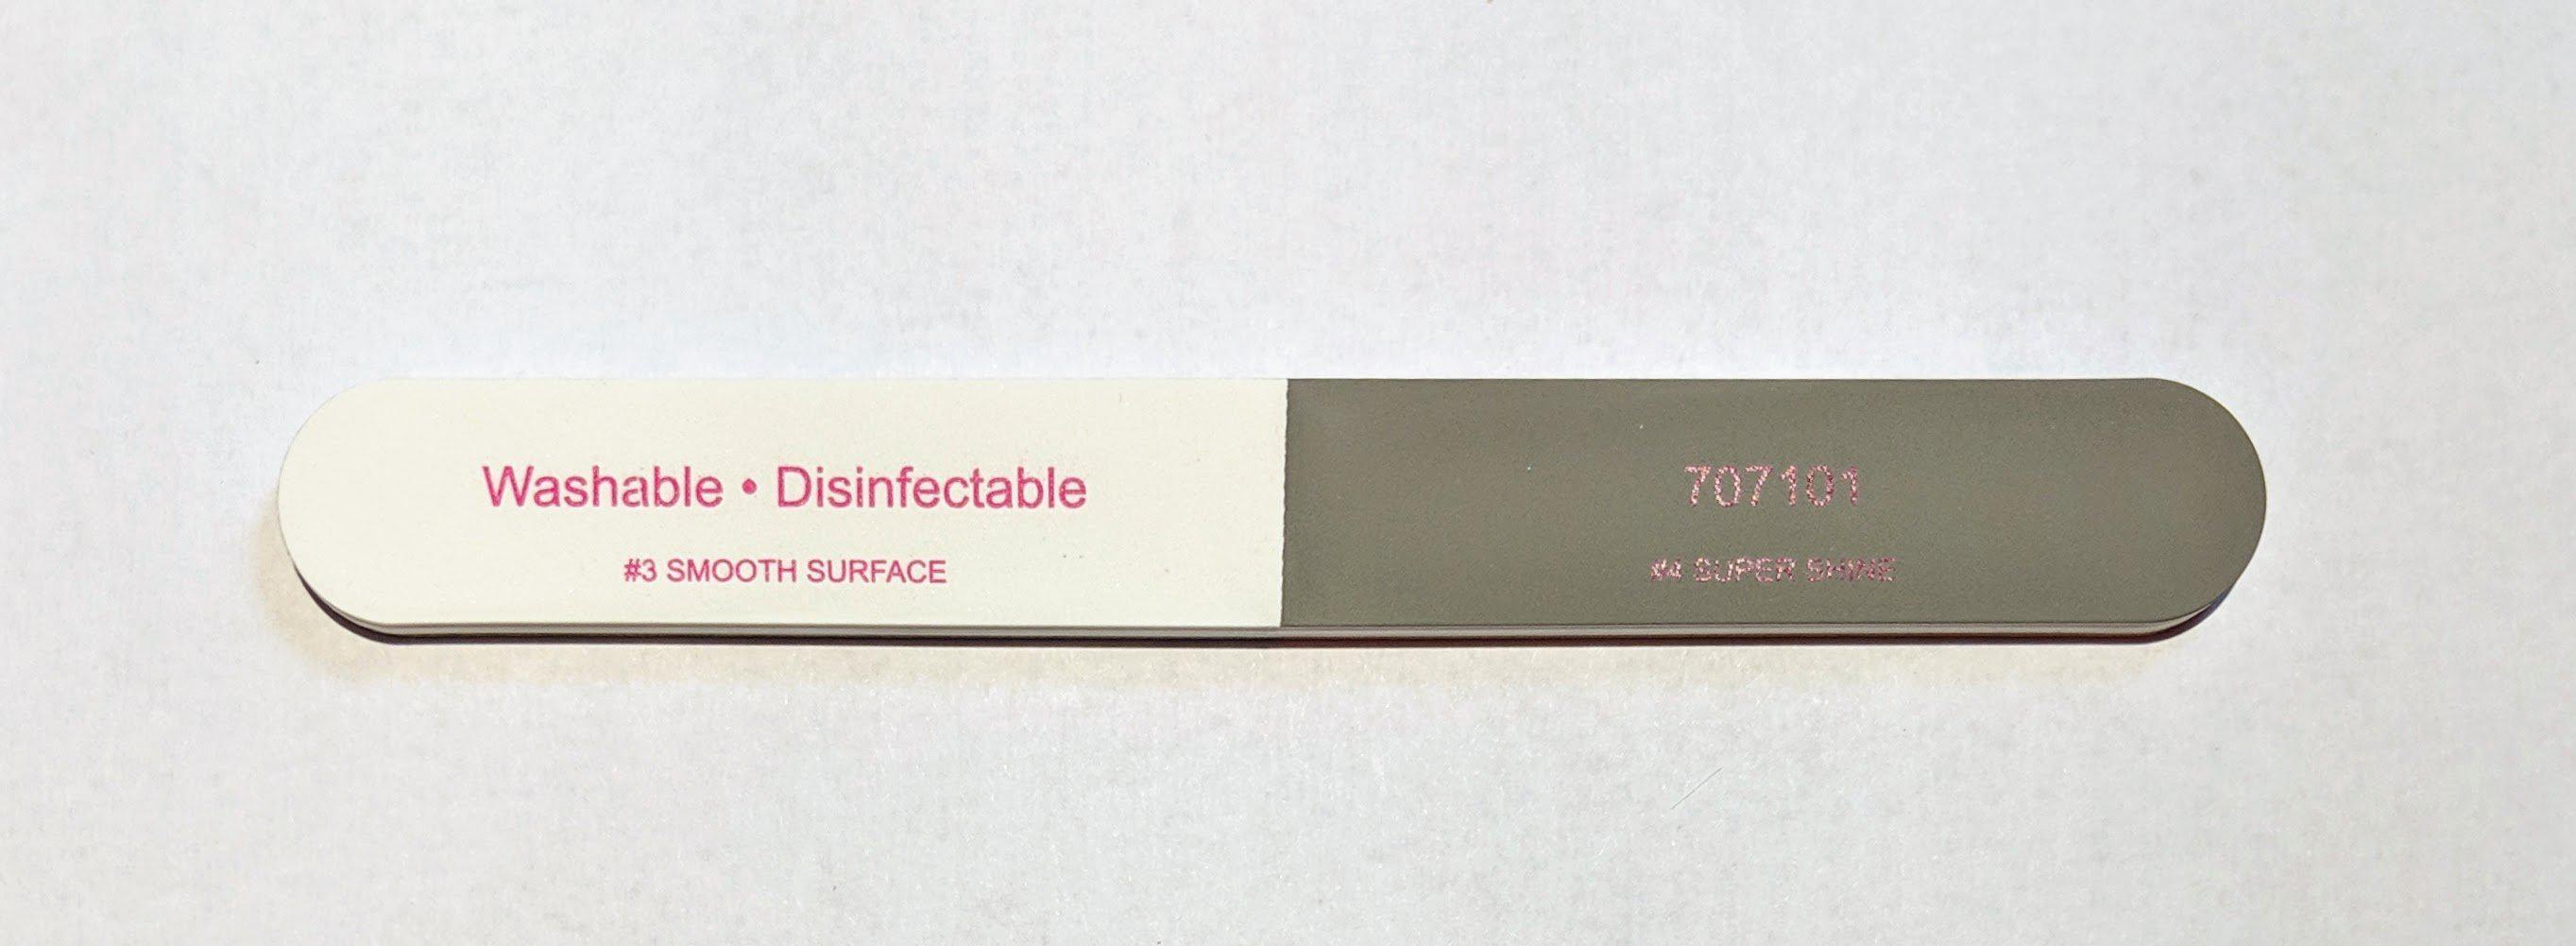 Washable • Disinfectable
#3 SMOOTH SURFACE
707101
#4 SUPER SHINE